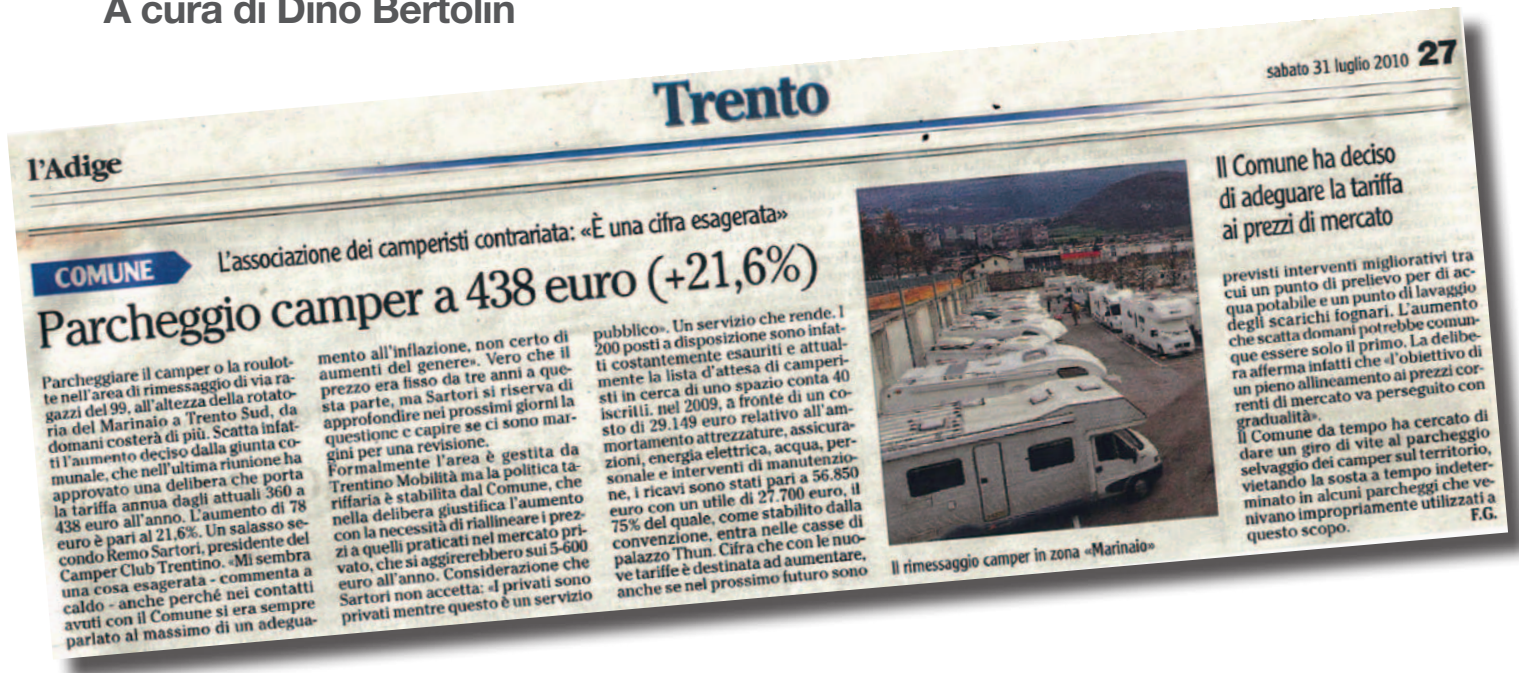 A cura di Dino Bertolin
l'Adige
Trento
sabato 31 luglio 2010 27
COMUNE
L'associazione dei camperisti contrariata: «È una cifra esagerata»
Parcheggio camper a 438 euro (+21,6%)
Parcheggiare il camper o la roulot-
te nell'area di rimessaggio di via ra-
gazzi del 99, all'altezza della rotato-
ria del Marinaio a Trento Sud, da
domani costerà di più. Scatta infat-
ti l'aumento deciso dalla giunta co-
munale, che nell'ultima riunione ha
approvato una delibera che porta
la tariffa annua dagli attuali 360 a
438 euro all'anno. L'aumento di 78
euro è pari al 21,6%. Un salasso se-
condo Remo Sartori, presidente del
Camper Club Trentino. «Mi sembra
una cosa esagerata - commenta a
caldo - anche perché nei contatti
avuti con il Comune si era sempre
parlato al massimo di un adegua-
mento all'inflazione, non certo di
aumenti del genere». Vero che il
prezzo era fisso da tre anni a que-
sta parte, ma Sartori si riserva di
approfondire nei prossimi giorni la
questione e capire se ci sono mar-
gini per una revisione.
Formalmente l'area è gestita da
Trentino Mobilità ma la politica ta-
riffaria è stabilita dal Comune, che
nella delibera giustifica l'aumento
con la necessità di riallineare i prez-
zi a quelli praticati nel mercato pri-
vato, che si aggirerebbero sui 5-600
euro all'anno. Considerazione che
Sartori non accetta: «I privati sono
privati mentre questo è un servizio
pubblico». Un servizio che rende. I
200 posti a disposizione sono infat-
ti costantemente esauriti e attual-
mente la lista d'attesa di camperi-
sti in cerca di uno spazio conta 40
iscritti. nel 2009, a fronte di un co-
sto di 29.149 euro relativo all'am-
mortamento attrezzature, assicura-
zioni, energia elettrica, acqua, per-
sonale e interventi di manutenzio-
ne, i ricavi sono stati pari a 56.850
euro con un utile di 27.700 euro, il
75% del quale, come stabilito dalla
convenzione, entra nelle casse di
palazzo Thun. Cifra che con le nuo-
ve tariffe è destinata ad aumentare,
anche se nel prossimo futuro sono
Il rimessaggio camper in zona «Marinaio»
Il Comune ha deciso
di adeguare la tariffa
ai prezzi di mercato
previsti interventi migliorativi tra
cui un punto di prelievo per di ac-
qua potabile e un punto di lavaggio
degli scarichi fognari. L'aumento
che scatta domani potrebbe comun-
que essere solo il primo. La delibe-
ra afferma infatti che «l'obiettivo di
un pieno allineamento ai prezzi cor-
renti di mercato va perseguito con
gradualità».
Il Comune da tempo ha cercato di
dare un giro di vite al parcheggio
selvaggio dei camper sul territorio,
vietando la sosta a tempo indeter-
minato in alcuni parcheggi che ve-
nivano impropriamente utilizzati a
questo scopo.
F.G.